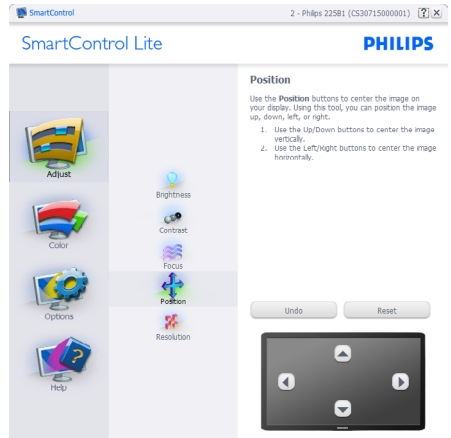 SmartControl
2 - Philips 225B1 (CS30715000001)
SmartControl Lite
PHILIPS
Adjust
Color
Options
Help
Brightness
Contrast
Focus
Position
Resolution
Position
Use the Position buttons to center the image on
your display. Using this tool, you can position the image
up, down, left, or right.
1. Use the Up/Down buttons to center the image
vertically.
2. Use the Left/Right buttons to center the image
horizontally.
Undo
Reset